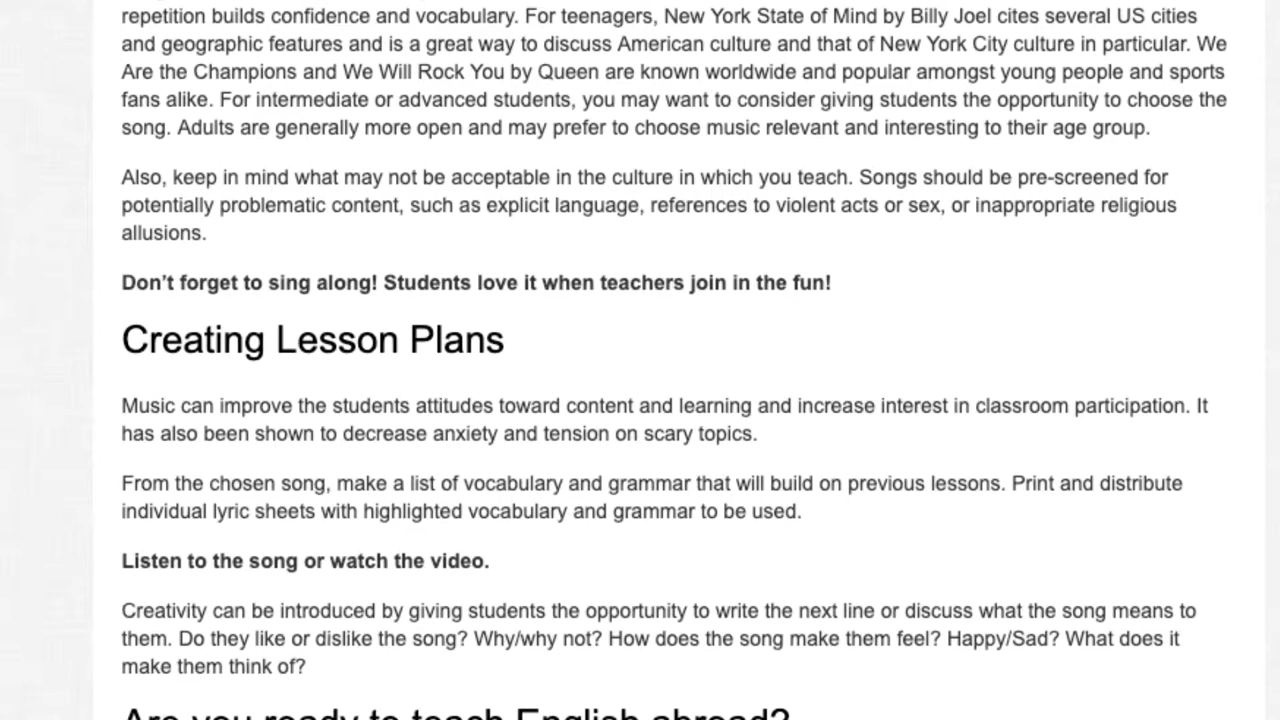 repetition builds confidence and vocabulary. For teenagers, New York State of Mind by Billy Joel cites several US cities
and geographic features and is a great way to discuss American culture and that of New York City culture in particular. We
Are the Champions and We Will Rock You by Queen are known worldwide and popular amongst young people and sports
fans alike. For intermediate or advanced students, you may want to consider giving students the opportunity to choose the
song. Adults are generally more open and may prefer to choose music relevant and interesting to their age group.
Also, keep in mind what may not be acceptable in the culture in which you teach. Songs should be pre-screened for
potentially problematic content, such as explicit language, references to violent acts or sex, or inappropriate religious
allusions.
Don’t forget to sing along! Students love it when teachers join in the fun!
Creating Lesson Plans
Music can improve the students attitudes toward content and learning and increase interest in classroom participation. It
has also been shown to decrease anxiety and tension on scary topics.
From the chosen song, make a list of vocabulary and grammar that will build on previous lessons. Print and distribute
individual lyric sheets with highlighted vocabulary and grammar to be used.
Listen to the song or watch the video.
Creativity can be introduced by giving students the opportunity to write the next line or discuss what the song means to
them. Do they like or dislike the song? Why/why not? How does the song make them feel? Happy/Sad? What does it
make them think of?
Are you ready to teach English abroad?